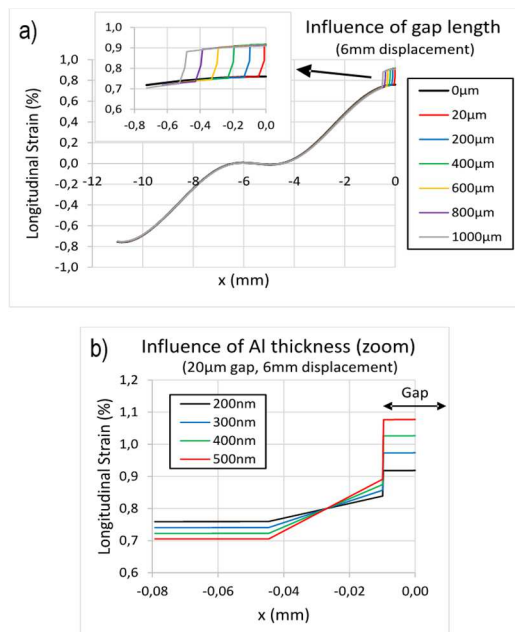 a)
Influence of gap length
(6mm displacement)
Longitudinal Strain (%)
1,0
0,8
0,6
0,4
0,2
0,0
-0,2
-0,4
-0,6
-0,8
-1,0
-12 -10 -8 -6 -4 -2 0
x (mm)
1,0
0,9
0,8
0,7
0,6
-0,8 -0,6 -0,4 -0,2 0,0
0µm
20µm
200µm
400µm
600µm
800µm
1000µm
b)
Influence of Al thickness (zoom)
(20µm gap, 6mm displacement)
Longitudinal Strain (%)
1,2
1,1
1,0
0,9
0,8
0,7
0,6
200nm
300nm
400nm
500nm
Gap
-0,08 -0,06 -0,04 -0,02 0,00
x (mm)